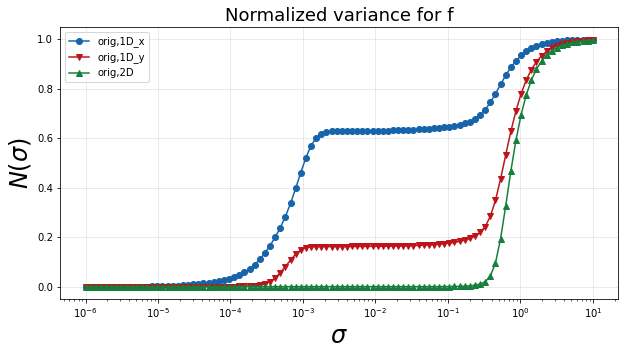 Normalized variance for f
orig,1D_x
orig,1D_y
orig,2D
N(σ)
1.0
0.8
0.6
0.4
0.2
0.0
10⁻⁶ 10⁻⁵ 10⁻⁴ 10⁻³ 10⁻² 10⁻¹ 10⁰ 10¹
σ